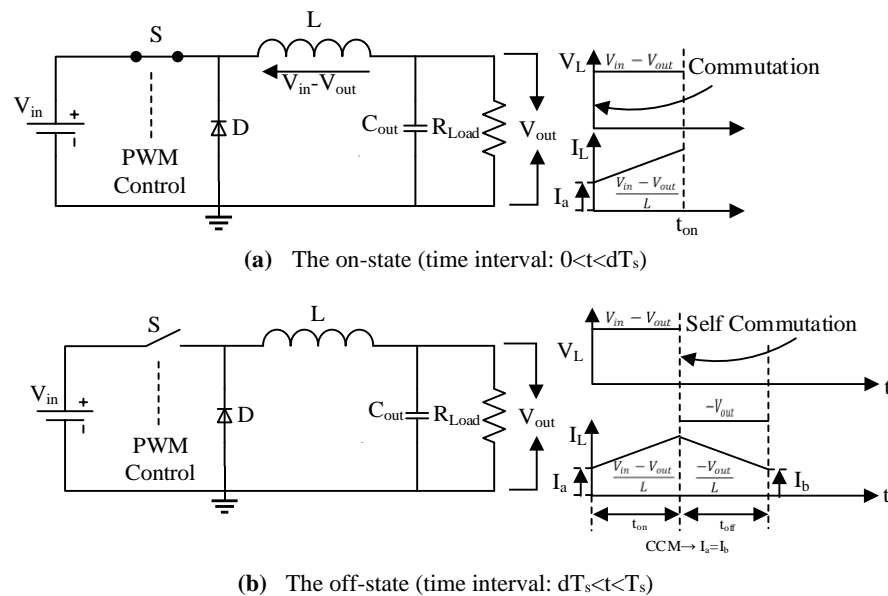 S
L
V_in - V_out
V_L
Commutation
V_in-V_out
V_in
+
D
C_out
R_Load
V_out
I_L
PWM
Control
I_a
V_in - V_out
L
t_on
(a) The on-state (time interval: 0<t<dT_s)
S
L
V_in - V_out
Self Commutation
V_L
t
V_in
+
D
C_out
R_Load
V_out
-V_out
I_L
PWM
Control
I_a
V_in - V_out
L
-V_out
L
I_b
t
t_on
t_off
CCM→ I_a=I_b
(b) The off-state (time interval: dT_s<t<T_s)